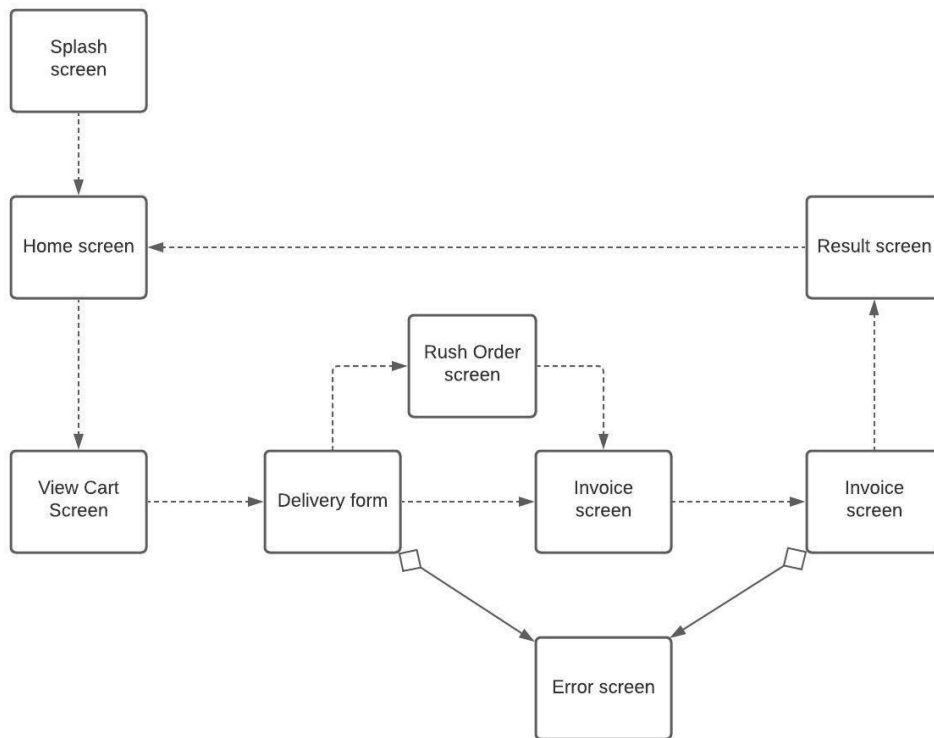 Splash
screen
Home screen
Result screen
Rush Order
screen
View Cart
Screen
Delivery form
Invoice
screen
Invoice
screen
Error screen